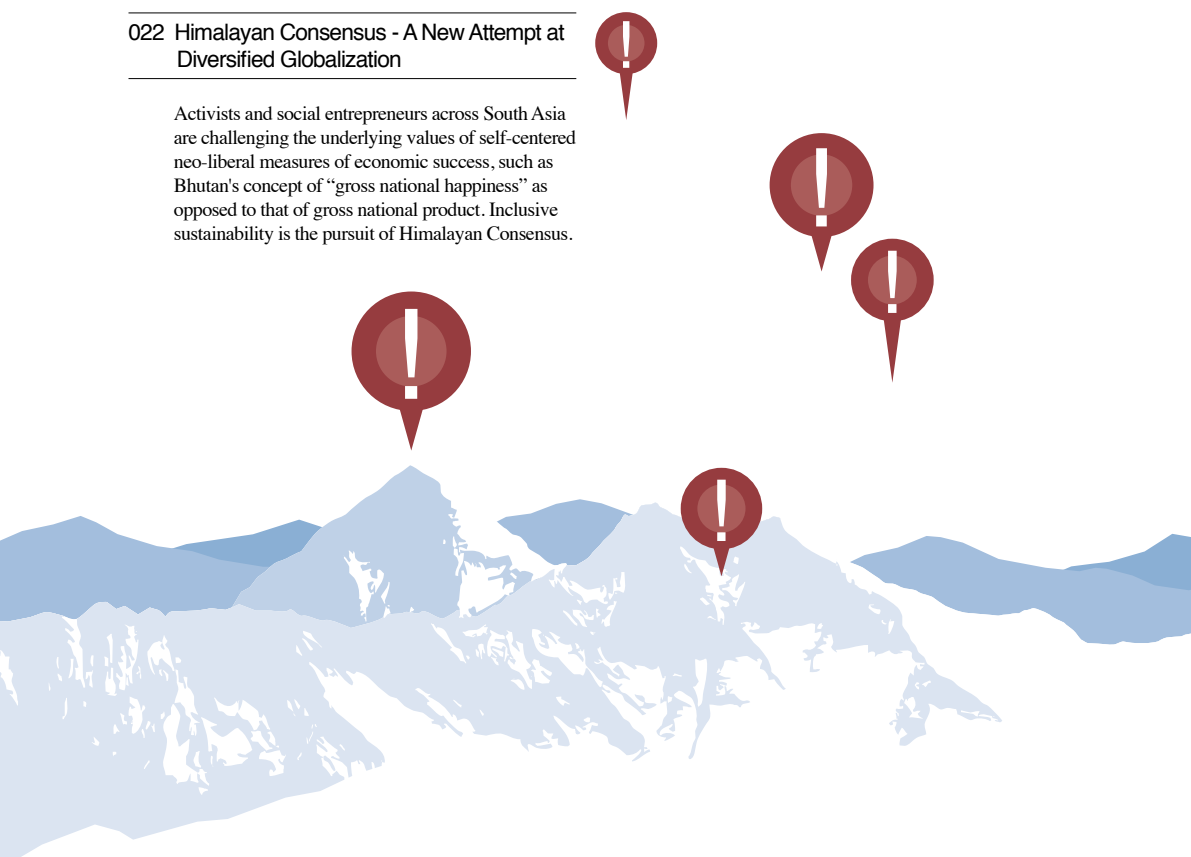 022 Himalayan Consensus - A New Attempt at
Diversified Globalization
Activists and social entrepreneurs across South Asia
are challenging the underlying values of self-centered
neo-liberal measures of economic success, such as
Bhutan's concept of “gross national happiness” as
opposed to that of gross national product. Inclusive
sustainability is the pursuit of Himalayan Consensus.
!
!
!
!
!